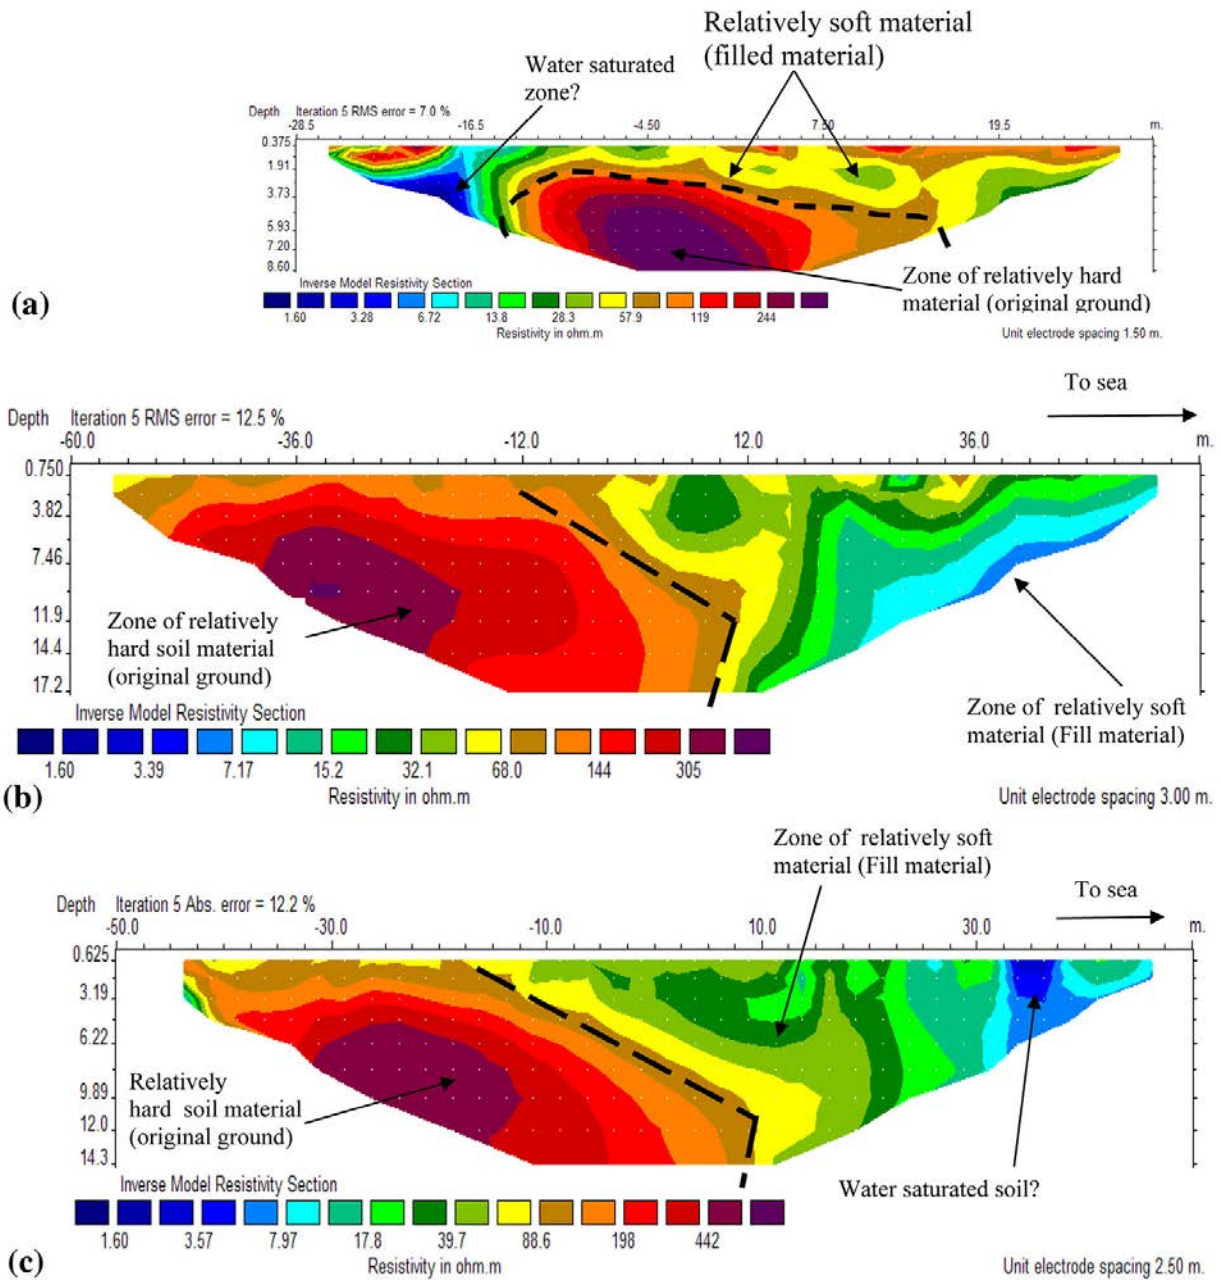 Relatively soft material
(filled material)
Water saturated
zone?
Depth Iteration 5 RMS error = 7.0 %
-28.5 -16.5 -4.50 7.50 19.5 m.
0.375
1.91
3.73
5.93
7.20
8.60
Zone of relatively hard
material (original ground)
Inverse Model Resistivity Section
(a)
1.60 3.28 6.72 13.8 28.3 57.9 119 244
Resistivity in ohm.m
Unit electrode spacing 1.50 m.
To sea
Depth Iteration 5 RMS error = 12.5 %
-60.0 -36.0 -12.0 12.0 36.0 m.
0.750
3.82
7.46
11.9
14.4
17.2
Zone of relatively
hard soil material
(original ground)
Zone of relatively soft
material (Fill material)
Inverse Model Resistivity Section
1.60 3.39 7.17 15.2 32.1 68.0 144 305
(b)
Resistivity in ohm.m
Unit electrode spacing 3.00 m.
Zone of relatively soft
material (Fill material)
To sea
Depth Iteration 5 Abs. error = 12.2 %
-50.0 -30.0 -10.0 10.0 30.0 m.
0.625
3.19
6.22
9.89
12.0
14.3
Relatively
hard soil material
(original ground)
Water saturated soil?
Inverse Model Resistivity Section
1.60 3.57 7.97 17.8 39.7 88.6 198 442
(c)
Resistivity in ohm.m
Unit electrode spacing 2.50 m.